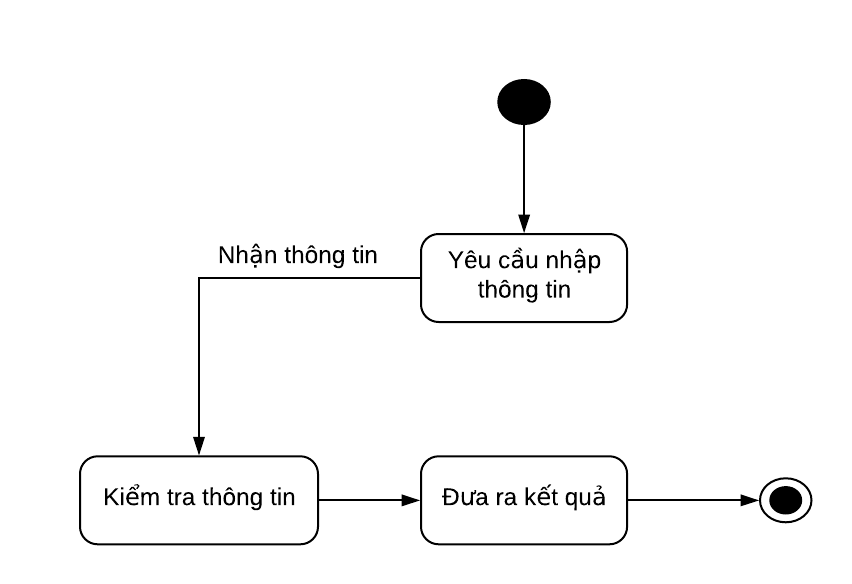 Nhận thông tin
Yêu cầu nhập
thông tin
Kiểm tra thông tin
Đưa ra kết quả